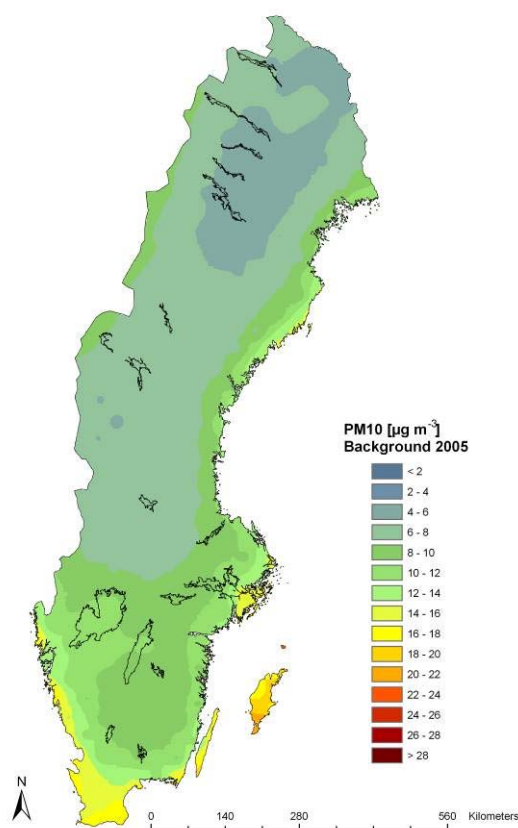 PM10 [µg m⁻³]
Background 2005
< 2
2 - 4
4 - 6
6 - 8
8 - 10
10 - 12
12 - 14
14 - 16
16 - 18
18 - 20
20 - 22
22 - 24
24 - 26
26 - 28
> 28
N
0 140 280 560 Kilometers